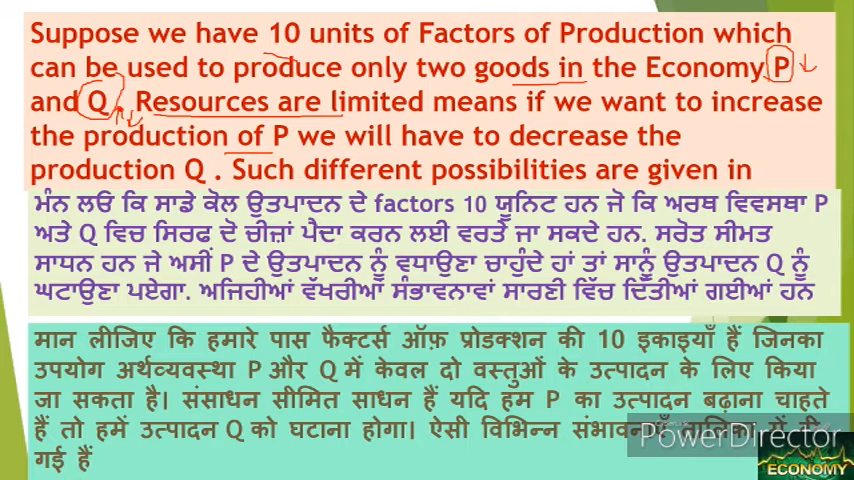 Suppose we have 10 units of Factors of Production which
can be used to produce only two goods in the Economy P
and Q . Resources are limited means if we want to increase
the production of P we will have to decrease the
production Q . Such different possibilities are given in
ਮੰਨ ਲਓ ਕਿ ਸਾਡੇ ਕੋਲ ਉਤਪਾਦਨ ਦੇ factors 10 ਯੂਨਿਟ ਹਨ ਜੋ ਕਿ ਅਰਥ ਵਿਵਸਥਾ P
ਅਤੇ Q ਵਿਚ ਸਿਰਫ ਦੋ ਚੀਜ਼ਾਂ ਪੈਦਾ ਕਰਨ ਲਈ ਵਰਤੇ ਜਾ ਸਕਦੇ ਹਨ. ਸਰੋਤ ਸੀਮਤ
ਸਾਧਨ ਹਨ ਜੇ ਅਸੀਂ P ਦੇ ਉਤਪਾਦਨ ਨੂੰ ਵਧਾਉਣਾ ਚਾਹੁੰਦੇ ਹਾਂ ਤਾਂ ਸਾਨੂੰ ਉਤਪਾਦਨ Q ਨੂੰ
ਘਟਾਉਣਾ ਪਏਗਾ. ਅਜਿਹੀਆਂ ਵੱਖਰੀਆਂ ਸੰਭਾਵਨਾਵਾਂ ਸਾਰਣੀ ਵਿੱਚ ਦਿੱਤੀਆਂ ਗਈਆਂ ਹਨ
मान लीजिए कि हमारे पास फैक्टर्स ऑफ़ प्रोडक्शन की 10 इकाइयाँ हैं जिनका
उपयोग अर्थव्यवस्था P और Q में केवल दो वस्तुओं के उत्पादन के लिए किया
जा सकता है। संसाधन सीमित साधन हैं यदि हम P का उत्पादन बढ़ाना चाहते
हैं तो हमें उत्पादन Q को घटाना होगा। ऐसी विभिन्न संभावनाएँ तालिका में दी
गई हैं
PowerDirector
ECONOMY